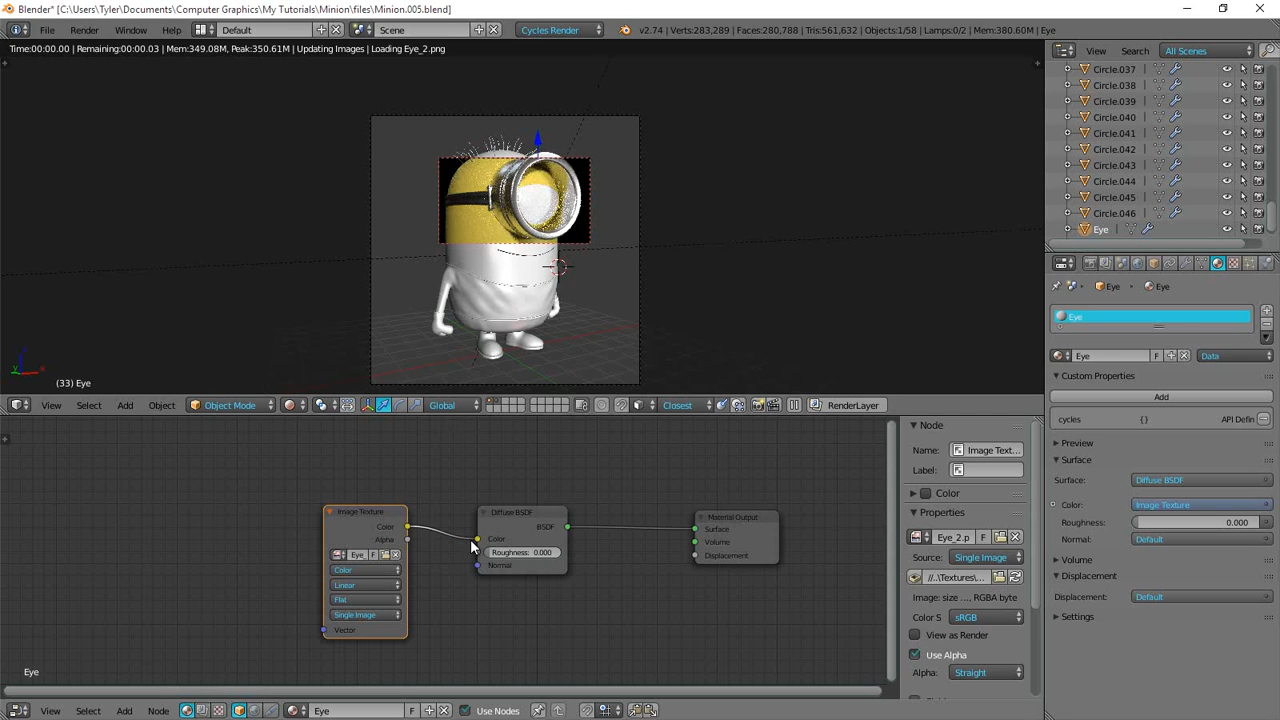 Blender* [C:\Users\Tyler\Documents\Computer Graphics\My Tutorials\Minion\files\Minion.005.blend]
File Render Window Help Default Scene Cycles Render v2.74 | Verts:283,289 | Faces:280,788 | Tris:561,632 | Objects:1/58 | Lamps:0/2 | Mem:380.60M | Eye
Time:00:00.00 | Remaining:00:00.03 | Mem:349.08M, Peak:350.61M | Updating Images | Loading Eye_2.png
View Search All Scenes
Circle.037
Circle.038
Circle.039
Circle.040
Circle.041
Circle.042
Circle.043
Circle.044
Circle.045
Circle.046
Eye
(33) Eye
View Select Add Object Object Mode Global Closest RenderLayer
Eye Eye
Eye
Eye F Data
Custom Properties
Add
cycles {} API Defin
Preview
Surface
Surface: Diffuse BSDF
Color: Image Texture
Roughness: 0.000
Normal: Default
Volume
Displacement
Displacement: Default
Settings
Image Texture
Color
Alpha
Eye_ F
Color
Linear
Flat
Single Image
Vector
Diffuse BSDF
BSDF
Color
Roughness: 0.000
Normal
Material Output
Surface
Volume
Displacement
Node
Name: Image Text...
Label:
Color
Properties
Eye_2.p F
Source: Single Image
//..\Textures\...
Image: size ..., RGBA byte
Color S sRGB
View as Render
Use Alpha
Alpha: Straight
Eye
View Select Add Node Eye F Use Nodes